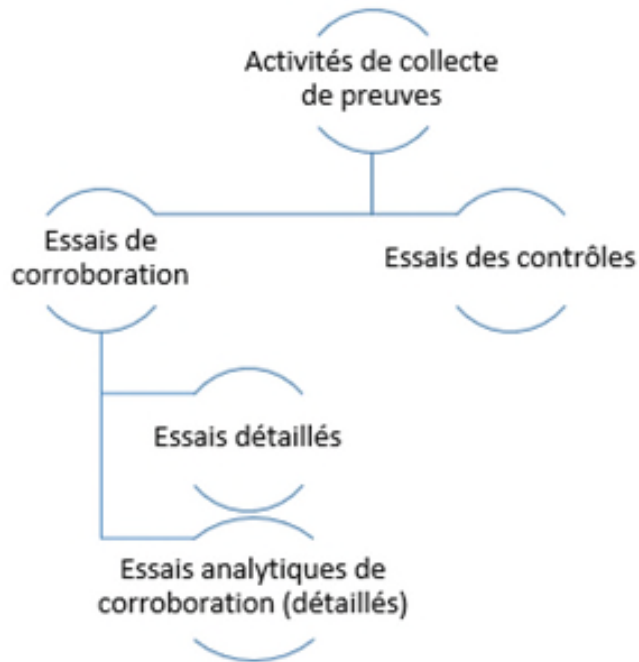 Activités de collecte
de preuves
Essais de
corroboration
Essais des contrôles
Essais détaillés
Essais analytiques de
corroboration (détaillés)